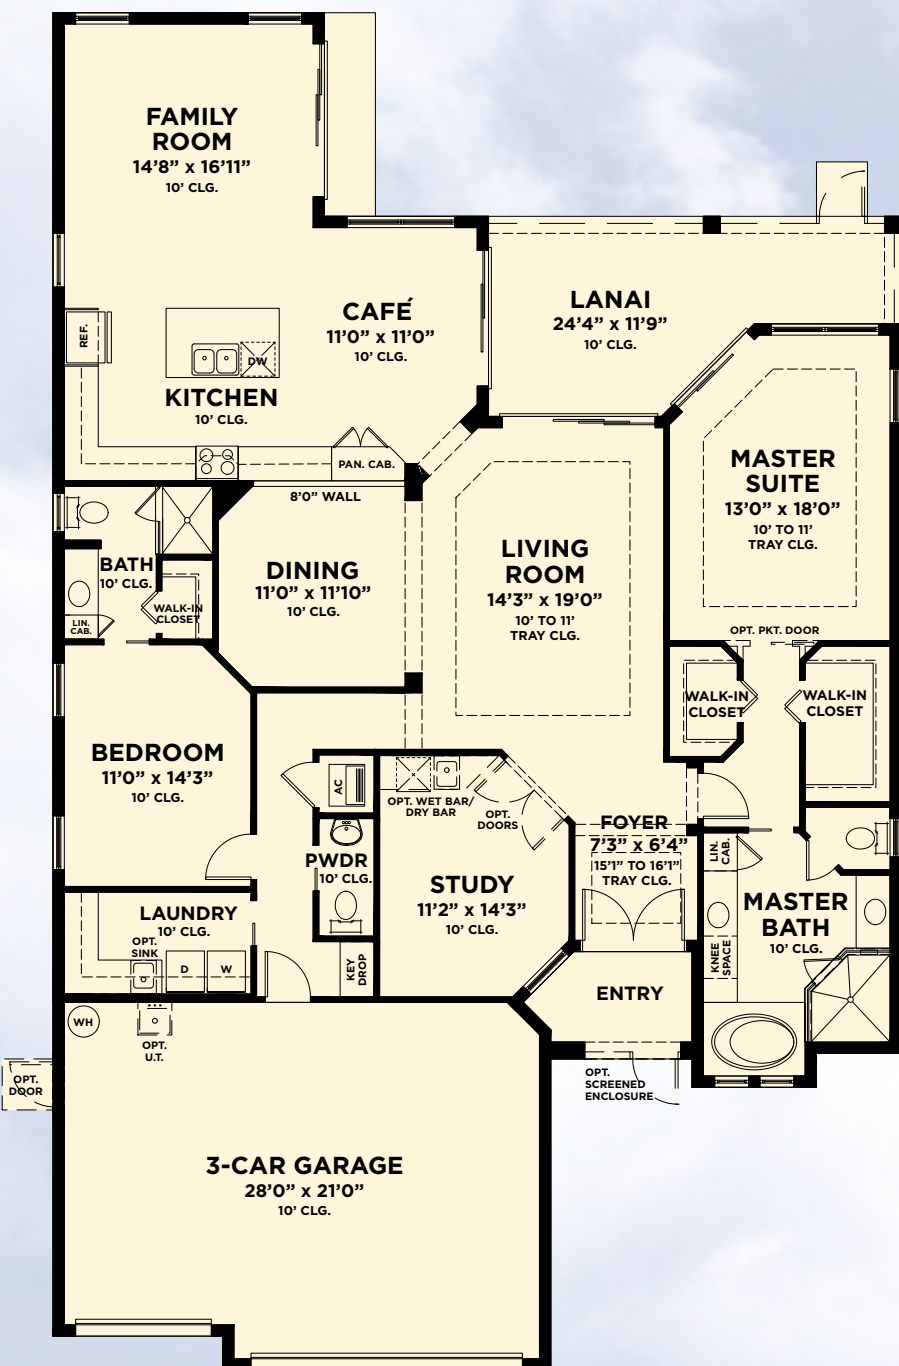 FAMILY
ROOM
14'8" x 16'11"
10' CLG.
LANAI
24'4" x 11'9"
10' CLG.
CAFÉ
11'0" x 11'0"
10' CLG.
REF.
DW
KITCHEN
10' CLG.
PAN. CAB.
MASTER
SUITE
13'0" x 18'0"
10' TO 11'
TRAY CLG.
8'0" WALL
LIVING
ROOM
14'3" x 19'0"
10' TO 11'
TRAY CLG.
DINING
11'0" x 11'10"
10' CLG.
BATH
10' CLG.
WALK-IN
CLOSET
LIN.
CAB.
OPT. PKT. DOOR
WALK-IN
CLOSET
WALK-IN
CLOSET
BEDROOM
11'0" x 14'3"
10' CLG.
AC
OPT. WET BAR/
DRY BAR
OPT.
DOORS
FOYER
7'3" x 6'4"
15'1" TO 16'1"
TRAY CLG.
LIN.
CAB.
PWDR
10' CLG.
STUDY
11'2" x 14'3"
10' CLG.
MASTER
BATH
10' CLG.
KNEE
SPACE
LAUNDRY
10' CLG.
OPT.
SINK
D
W
KEY
DROP
ENTRY
WH
OPT.
U.T.
OPT.
DOOR
OPT.
SCREENED
ENCLOSURE
3-CAR GARAGE
28'0" x 21'0"
10' CLG.